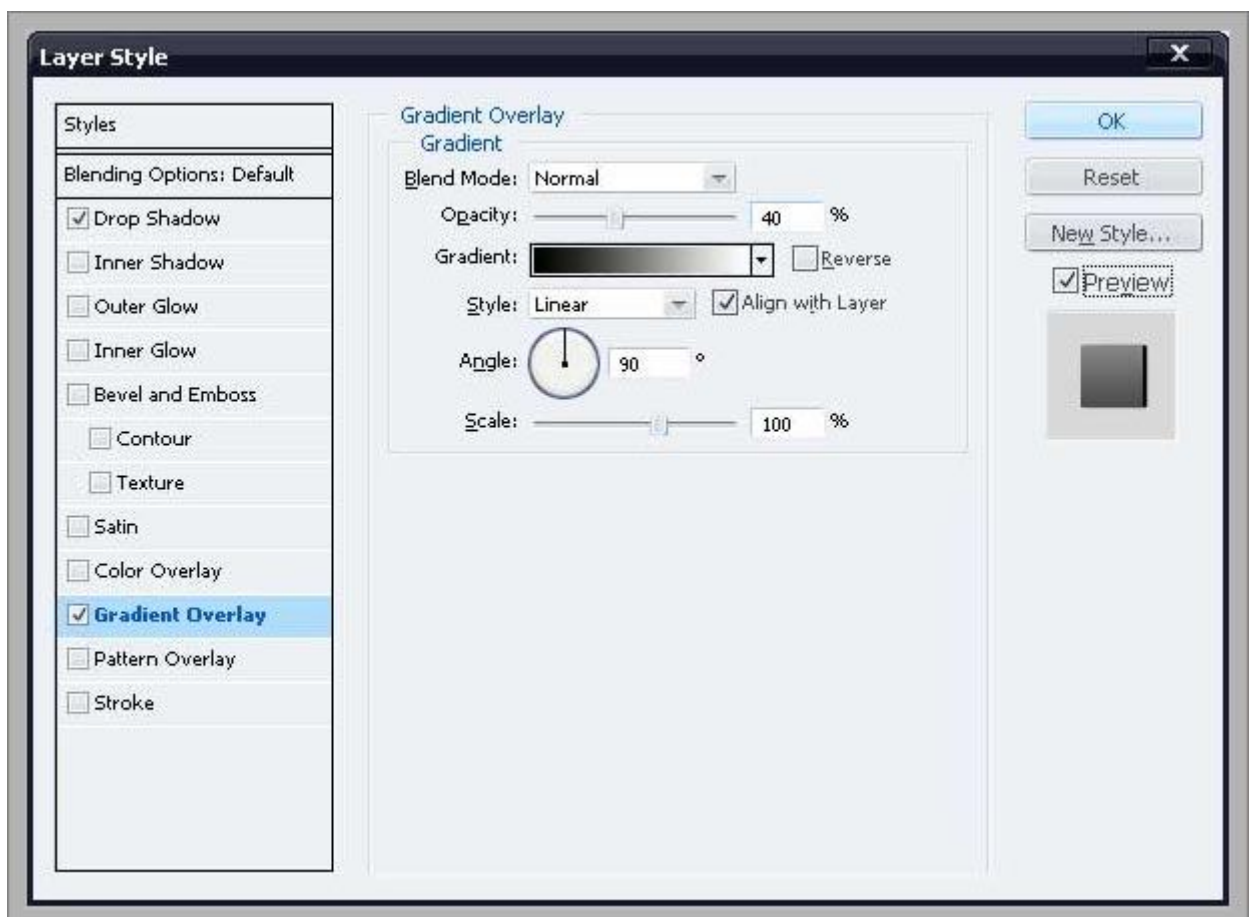 Layer Style
X
Styles
Blending Options: Default
Drop Shadow
Inner Shadow
Outer Glow
Inner Glow
Bevel and Emboss
Contour
Texture
Satin
Color Overlay
Gradient Overlay
Pattern Overlay
Stroke
Gradient Overlay
Gradient
Blend Mode: Normal
Opacity: 40 %
Gradient: Reverse
Style: Linear Align with Layer
Angle: 90 °
Scale: 100 %
OK
Reset
New Style...
Preview